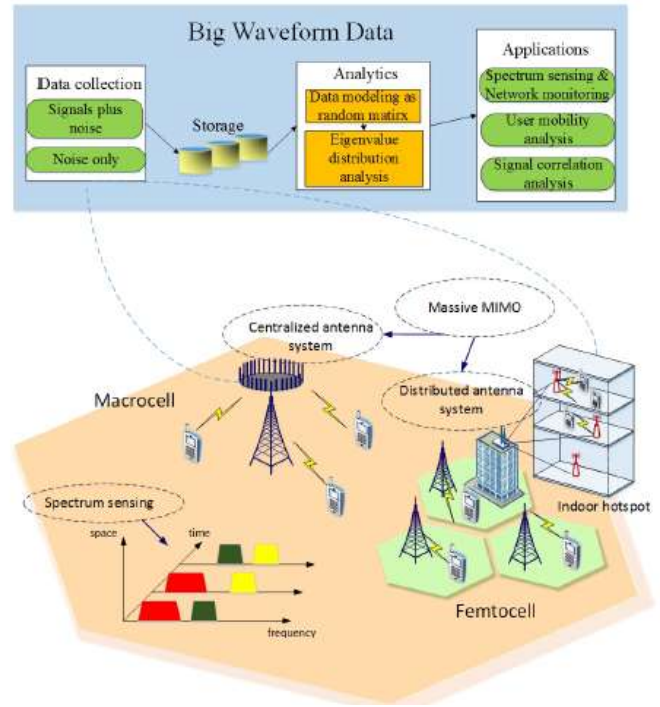 Big Waveform Data
Data collection
Signals plus
noise
Noise only
Storage
Analytics
Data modeling as
random matirx
Eigenvalue
distribution
analysis
Applications
Spectrum sensing &
Network monitoring
User mobility
analysis
Signal correlation
analysis
Massive MIMO
Centralized antenna
system
Distributed antenna
system
Macrocell
Indoor hotspot
Spectrum sensing
space
time
frequency
Femtocell